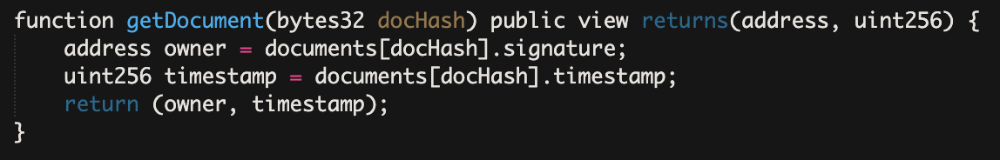 function getDocument(bytes32 docHash) public view returns(address, uint256) {
    address owner = documents[docHash].signature;
    uint256 timestamp = documents[docHash].timestamp;
    return (owner, timestamp);
}